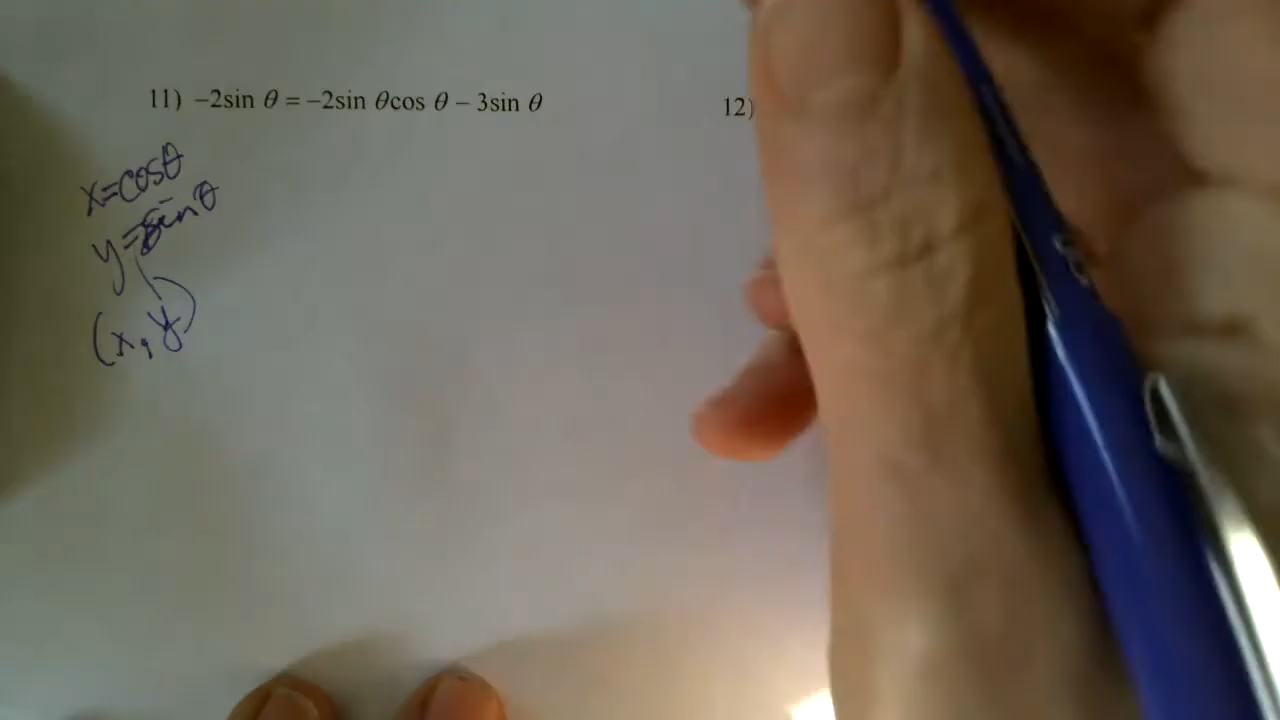 11) −2sin θ = −2sin θcos θ − 3sin θ
12)
x=cosθ
y=sinθ
(x, y)